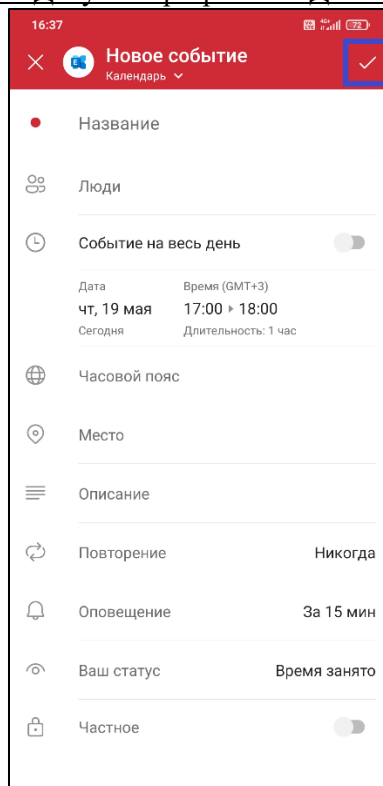 16:37
4G+
72
Новое событие
Календарь
Название
Люди
Событие на весь день
Дата Время (GMT+3)
чт, 19 мая 17:00 ▸ 18:00
Сегодня Длительность: 1 час
Часовой пояс
Место
Описание
Повторение Никогда
Оповещение За 15 мин
Ваш статус Время занято
Частное